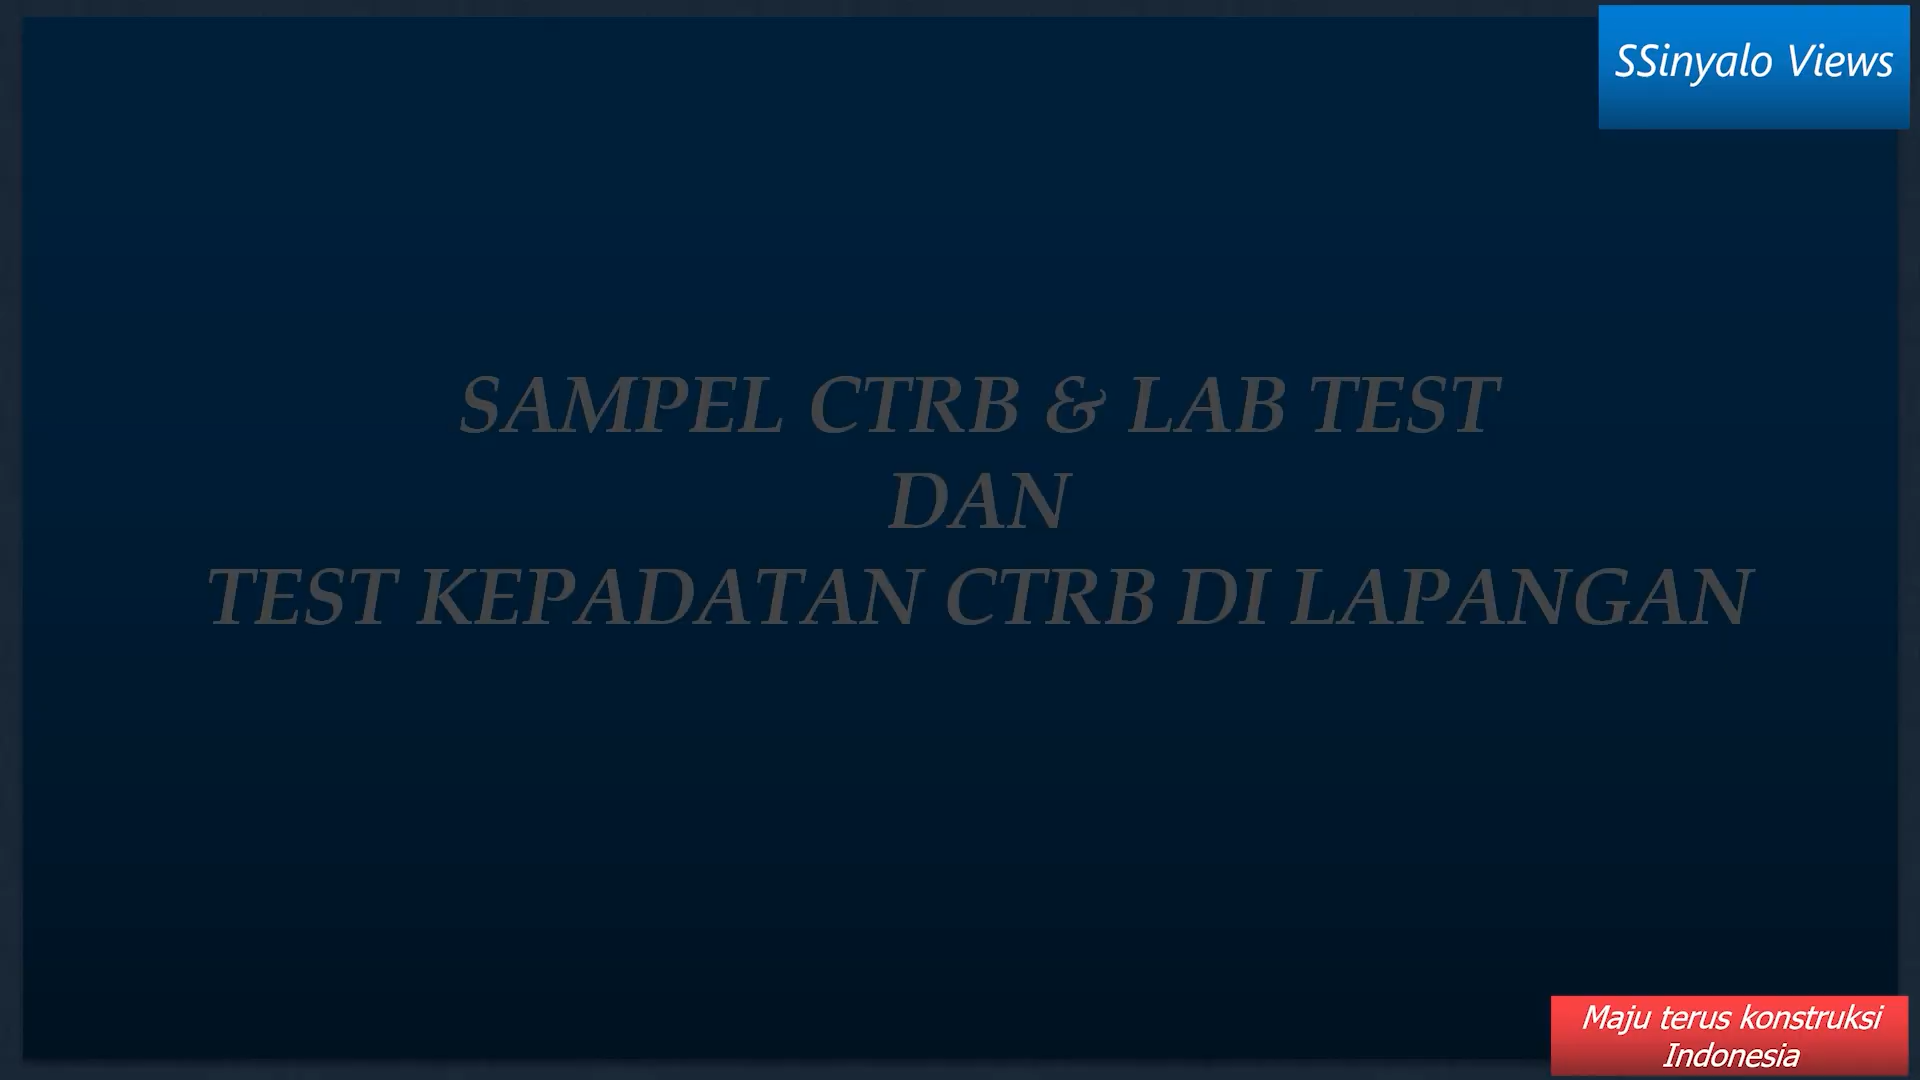 SSinyalo Views
SAMPEL CTRB & LAB TEST
DAN
TEST KEPADATAN CTRB DI LAPANGAN
Maju terus konstruksi
Indonesia